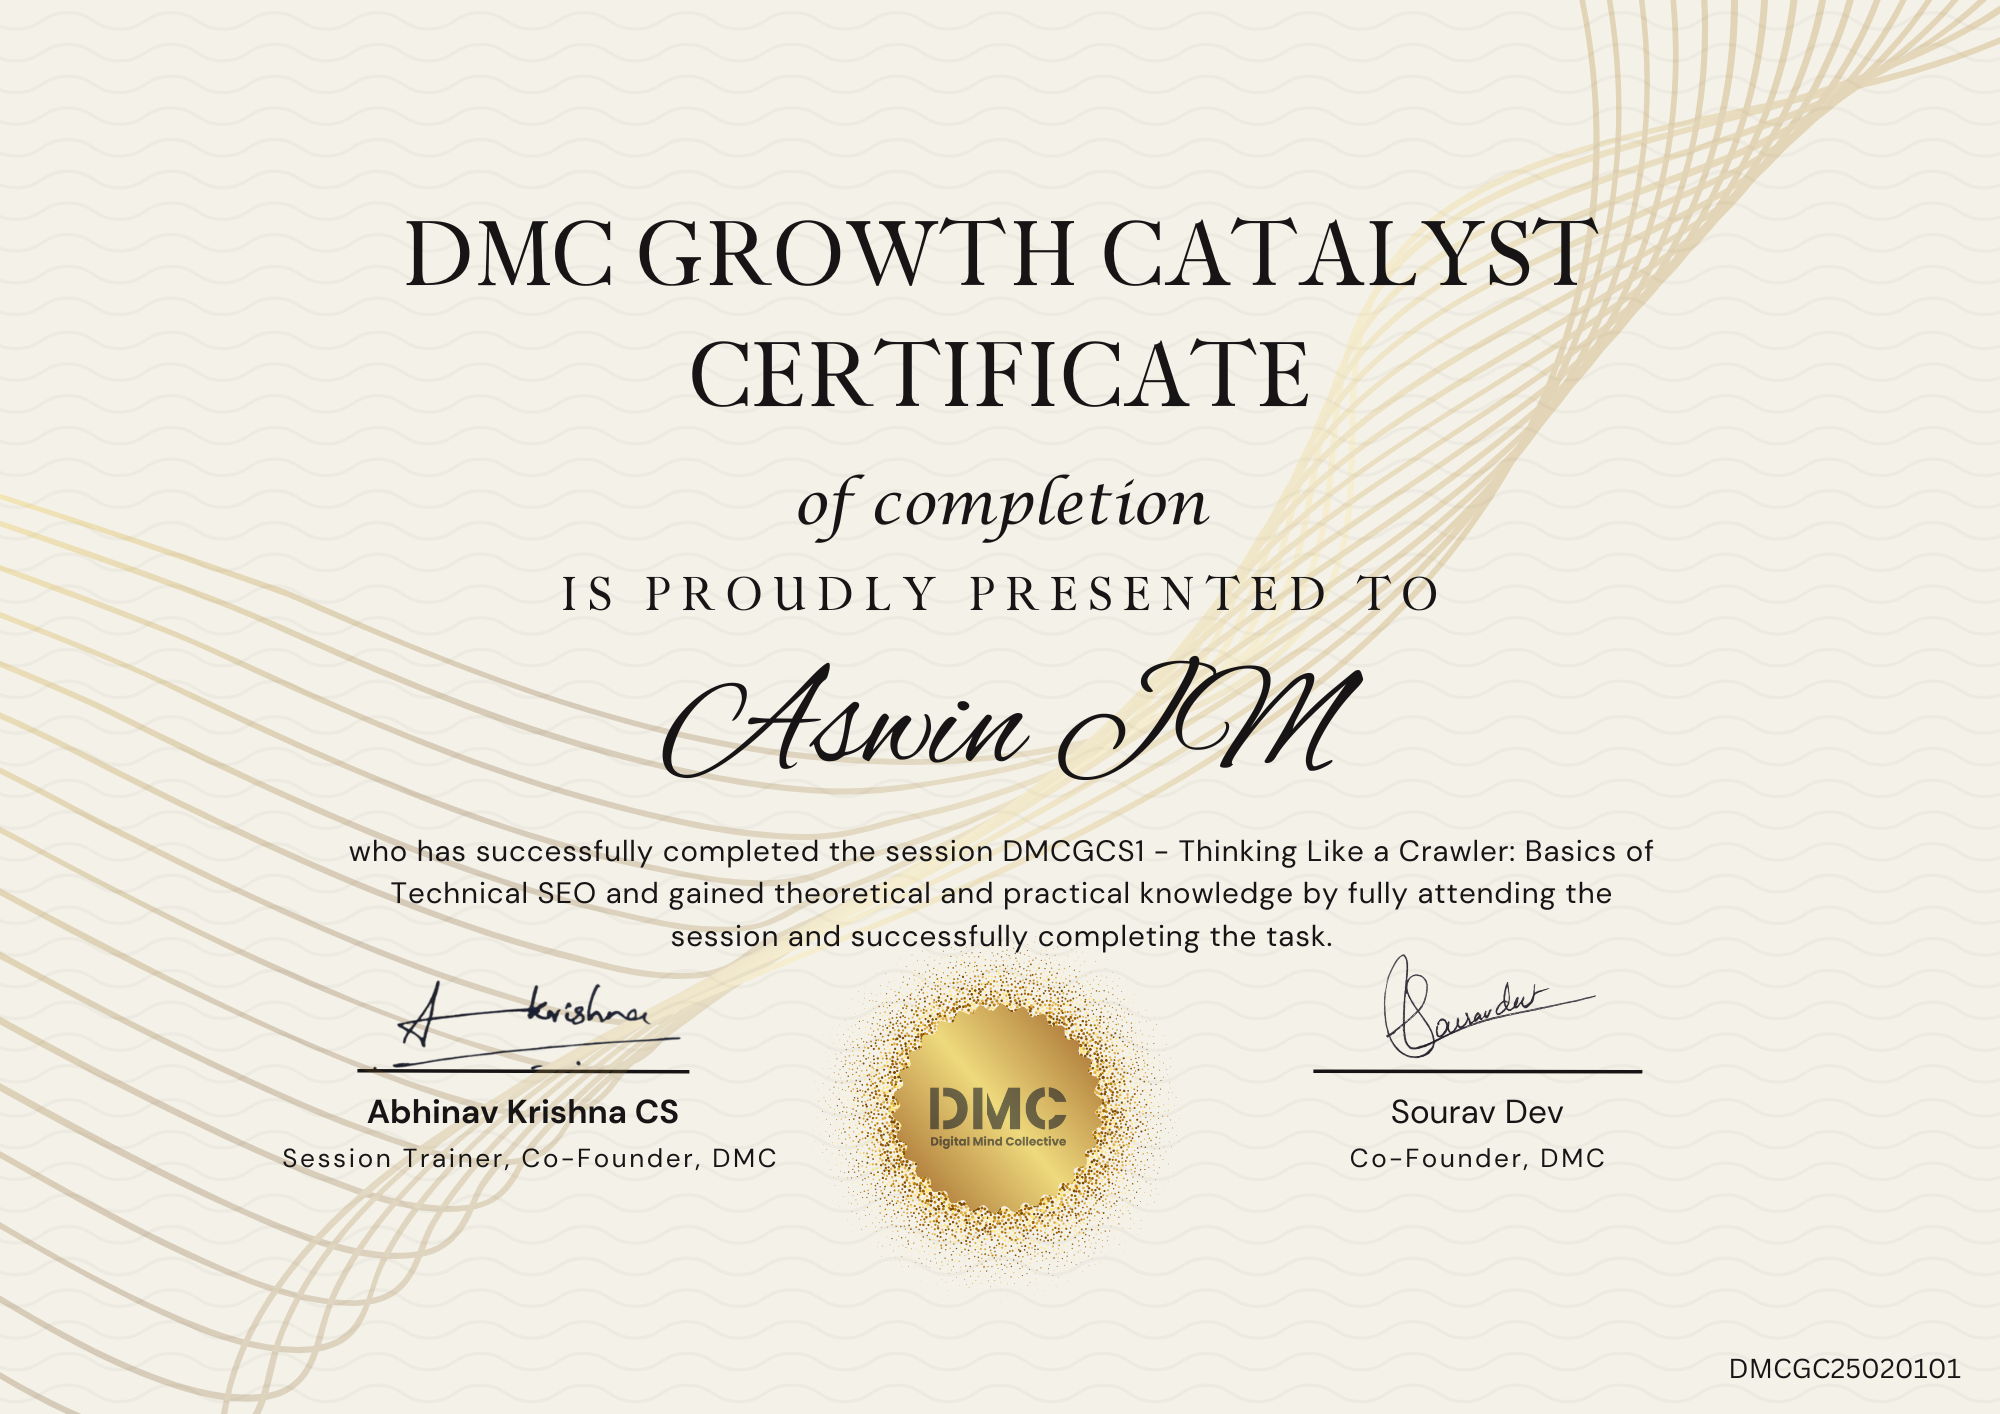 DMC GROWTH CATALYST
CERTIFICATE
of completion
IS PROUDLY PRESENTED TO
Aswin JM
who has successfully completed the session DMCGCS1 – Thinking Like a Crawler: Basics of
Technical SEO and gained theoretical and practical knowledge by fully attending the
session and successfully completing the task.
A krishna
Souravdev
Abhinav Krishna CS
Session Trainer, Co-Founder, DMC
DMC
Digital Mind Collective
Sourav Dev
Co-Founder, DMC
DMCGC25020101